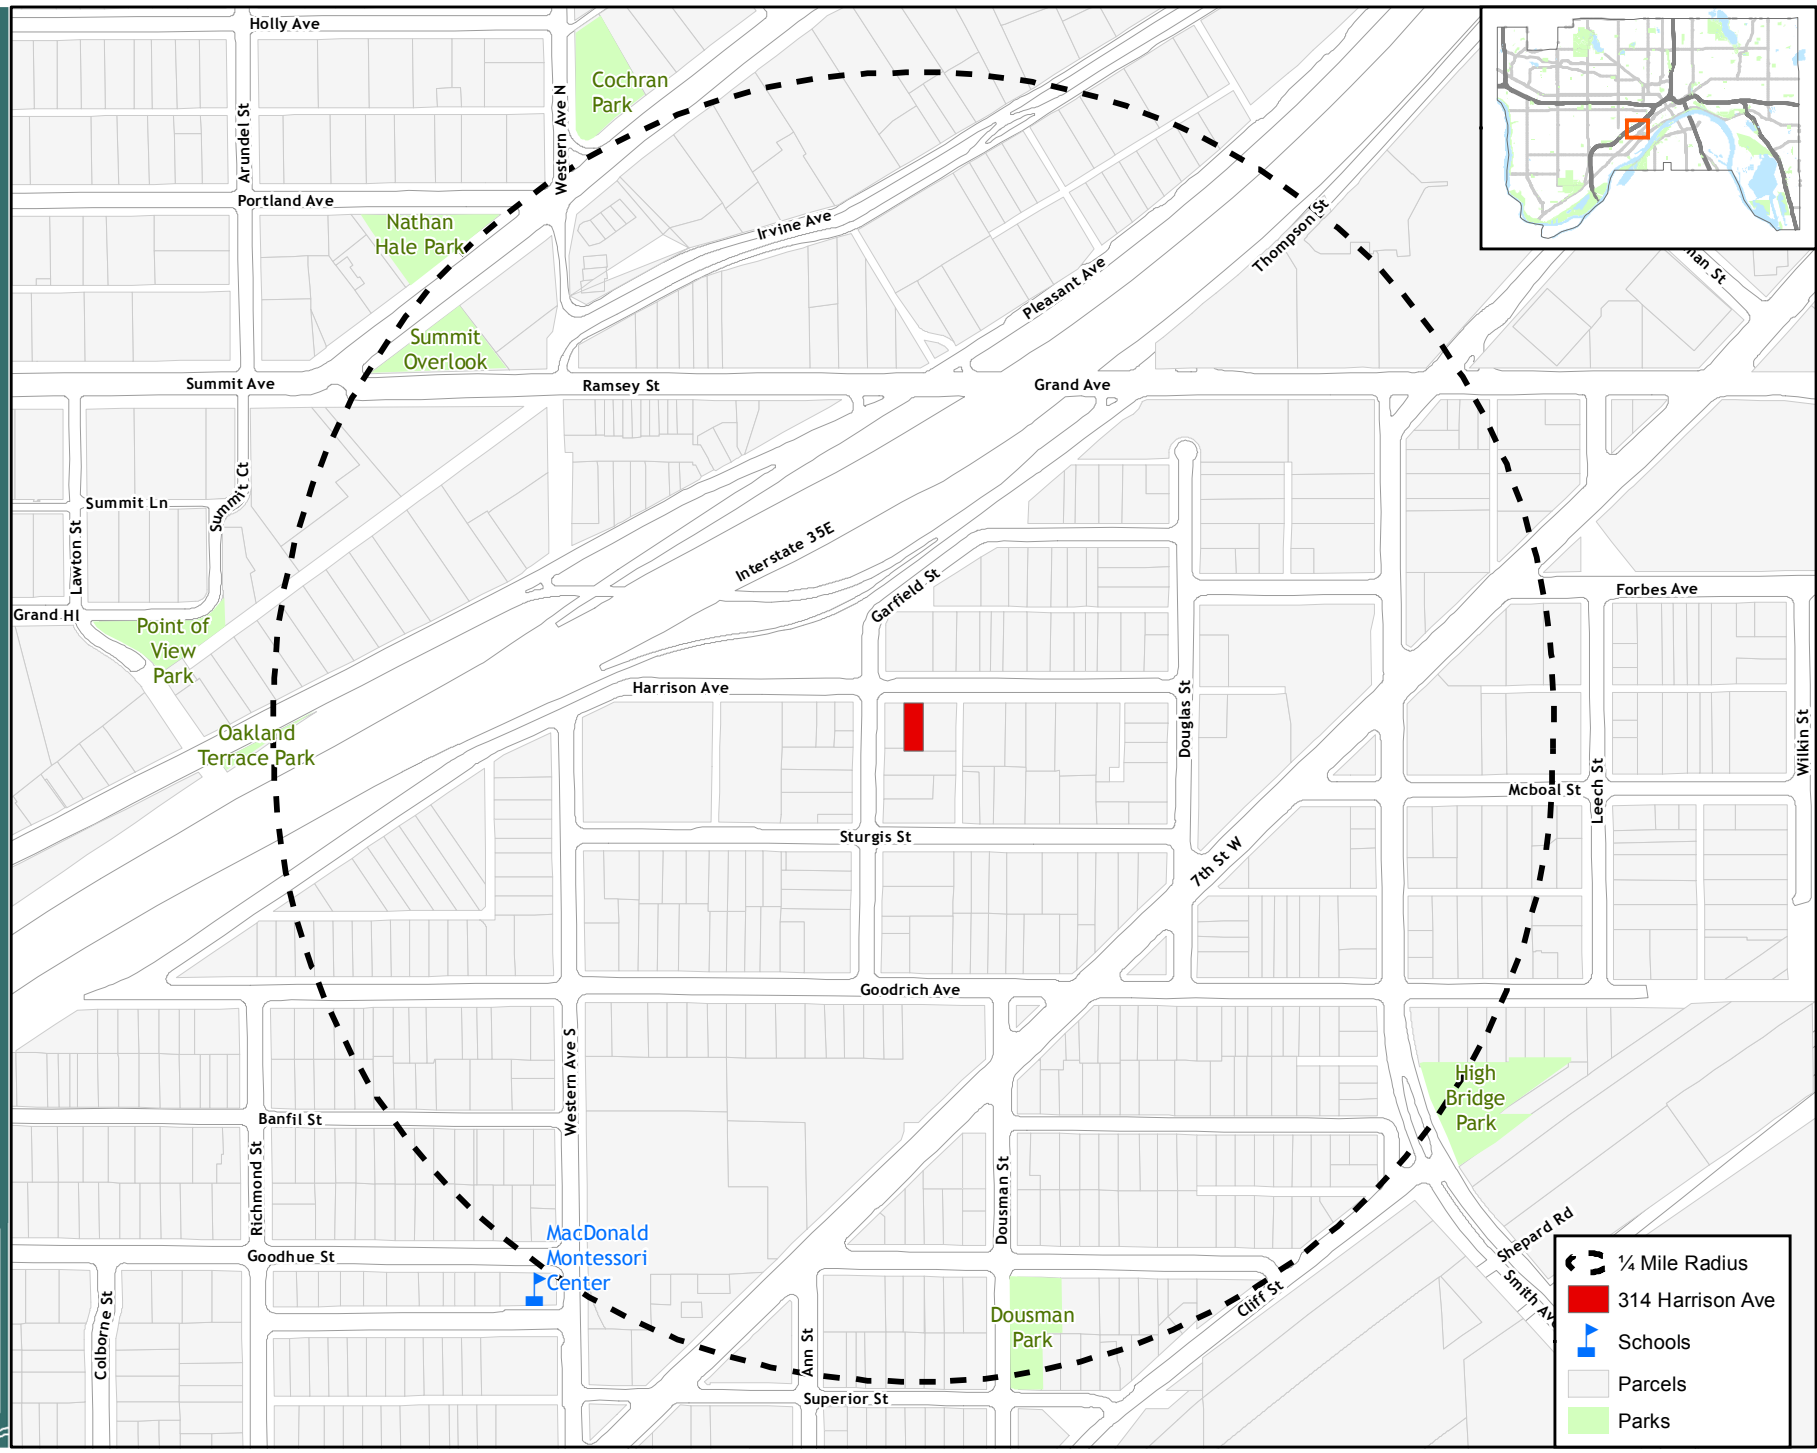 Holly Ave
Cochran
Park
Arundel St
Western Ave N
Portland Ave
Nathan
Hale Park
Irvine Ave
Thompson St
Pleasant Ave
man St
Summit
Overlook
Summit Ave
Ramsey St
Grand Ave
Summit Ct
Summit Ln
Lawton St
Interstate 35E
Garfield St
Forbes Ave
Grand Hl
Point of
View
Park
Harrison Ave
Douglas St
Wilkin St
Oakland
Terrace Park
Leech St
Mcboal St
Sturgis St
7th St W
Goodrich Ave
Western Ave S
High
Bridge
Park
Banfil St
Richmond St
Dousman St
MacDonald
Montessori
Center
Goodhue St
Shepard Rd
Smith Ave
Cliff St
Colborne St
Dousman
Park
Ann St
Superior St
¼ Mile Radius
314 Harrison Ave
Schools
Parcels
Parks